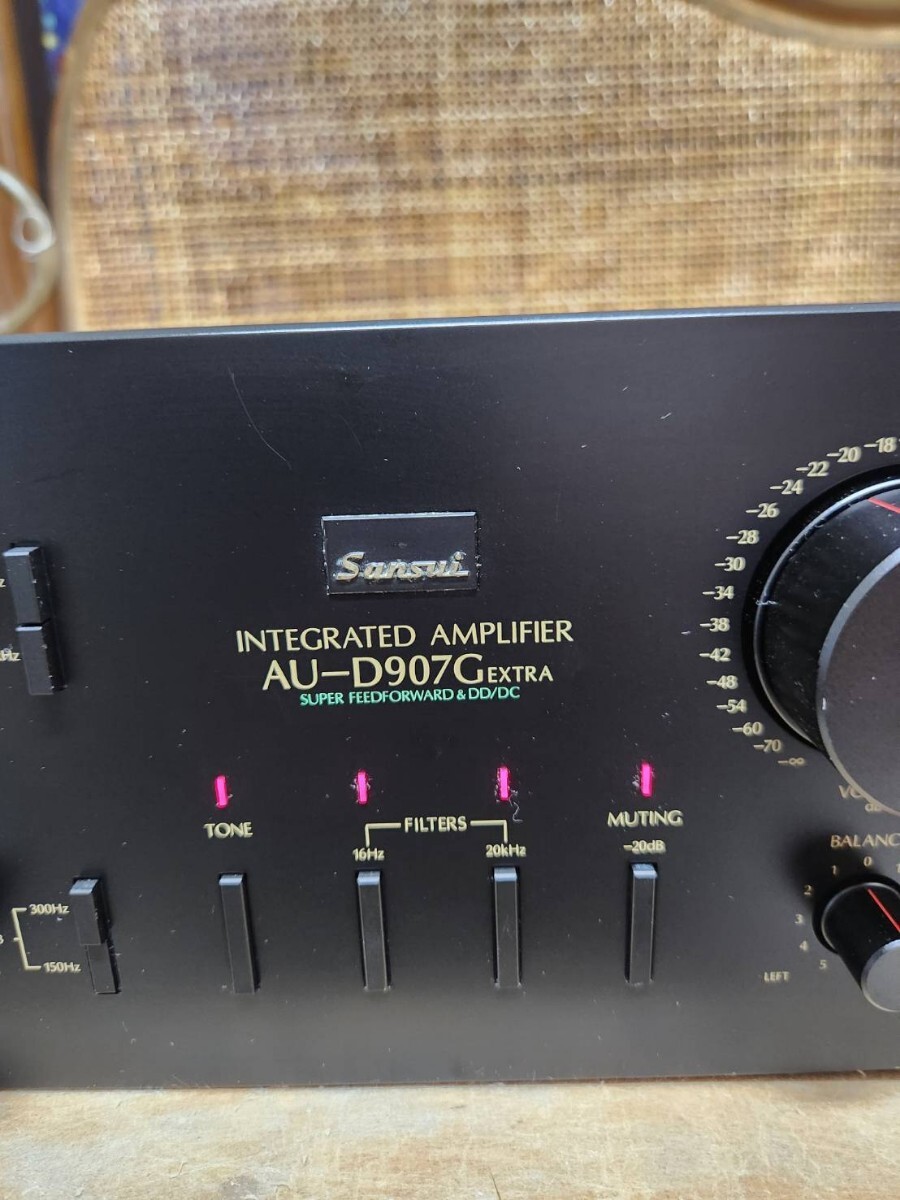 Sansui
INTEGRATED AMPLIFIER
AU-D907G EXTRA
SUPER FEEDFORWARD & DD/DC
TONE
FILTERS
16Hz
20kHz
MUTING
-20dB
300Hz
150Hz
-18
-20
-22
-24
-26
-28
-30
-34
-38
-42
-48
-54
-60
-70
-∞
0
1
2
3
4
5
LEFT